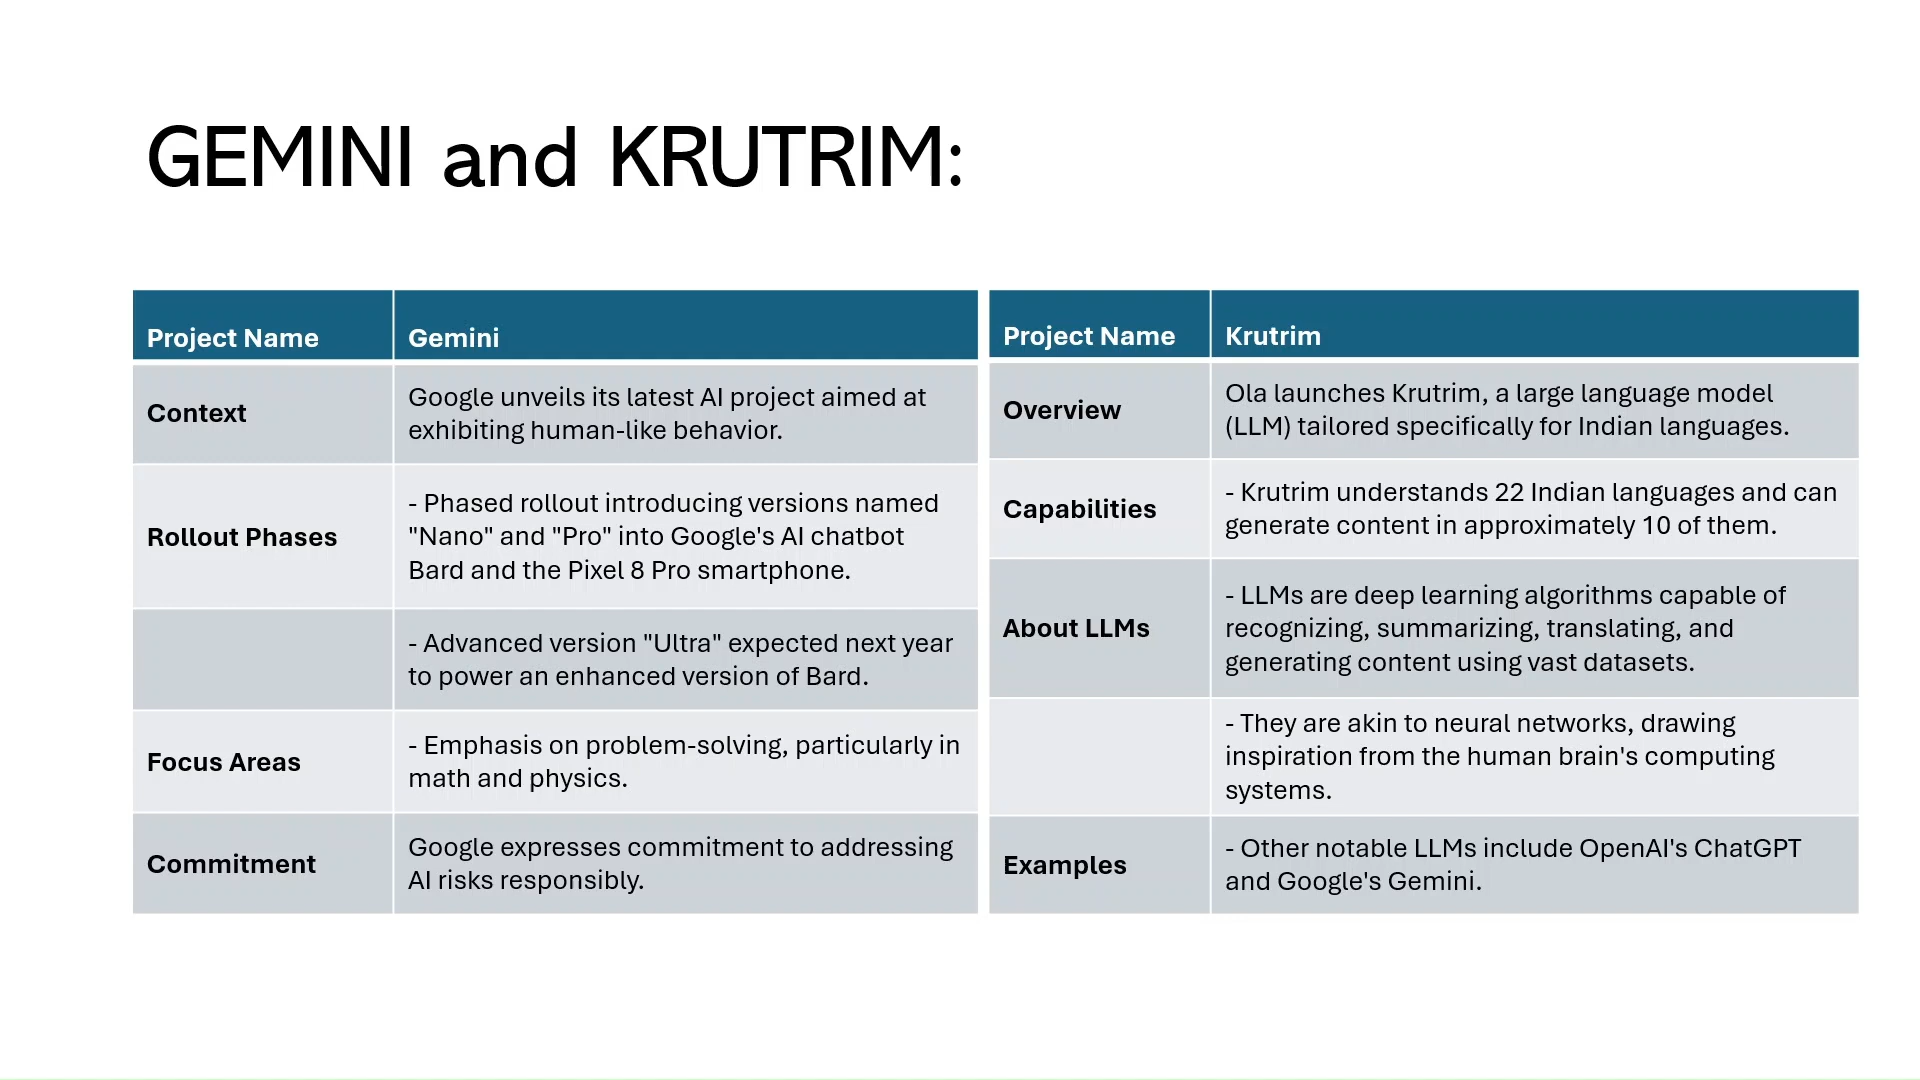 GEMINI and KRUTRIM:
Project Name
Gemini
Context
Google unveils its latest AI project aimed at
exhibiting human-like behavior.
Rollout Phases
- Phased rollout introducing versions named
"Nano" and "Pro" into Google's AI chatbot
Bard and the Pixel 8 Pro smartphone.
- Advanced version "Ultra" expected next year
to power an enhanced version of Bard.
Focus Areas
- Emphasis on problem-solving, particularly in
math and physics.
Commitment
Google expresses commitment to addressing
AI risks responsibly.
Project Name
Krutrim
Overview
Ola launches Krutrim, a large language model
(LLM) tailored specifically for Indian languages.
Capabilities
- Krutrim understands 22 Indian languages and can
generate content in approximately 10 of them.
About LLMs
- LLMs are deep learning algorithms capable of
recognizing, summarizing, translating, and
generating content using vast datasets.
- They are akin to neural networks, drawing
inspiration from the human brain's computing
systems.
Examples
- Other notable LLMs include OpenAI's ChatGPT
and Google's Gemini.